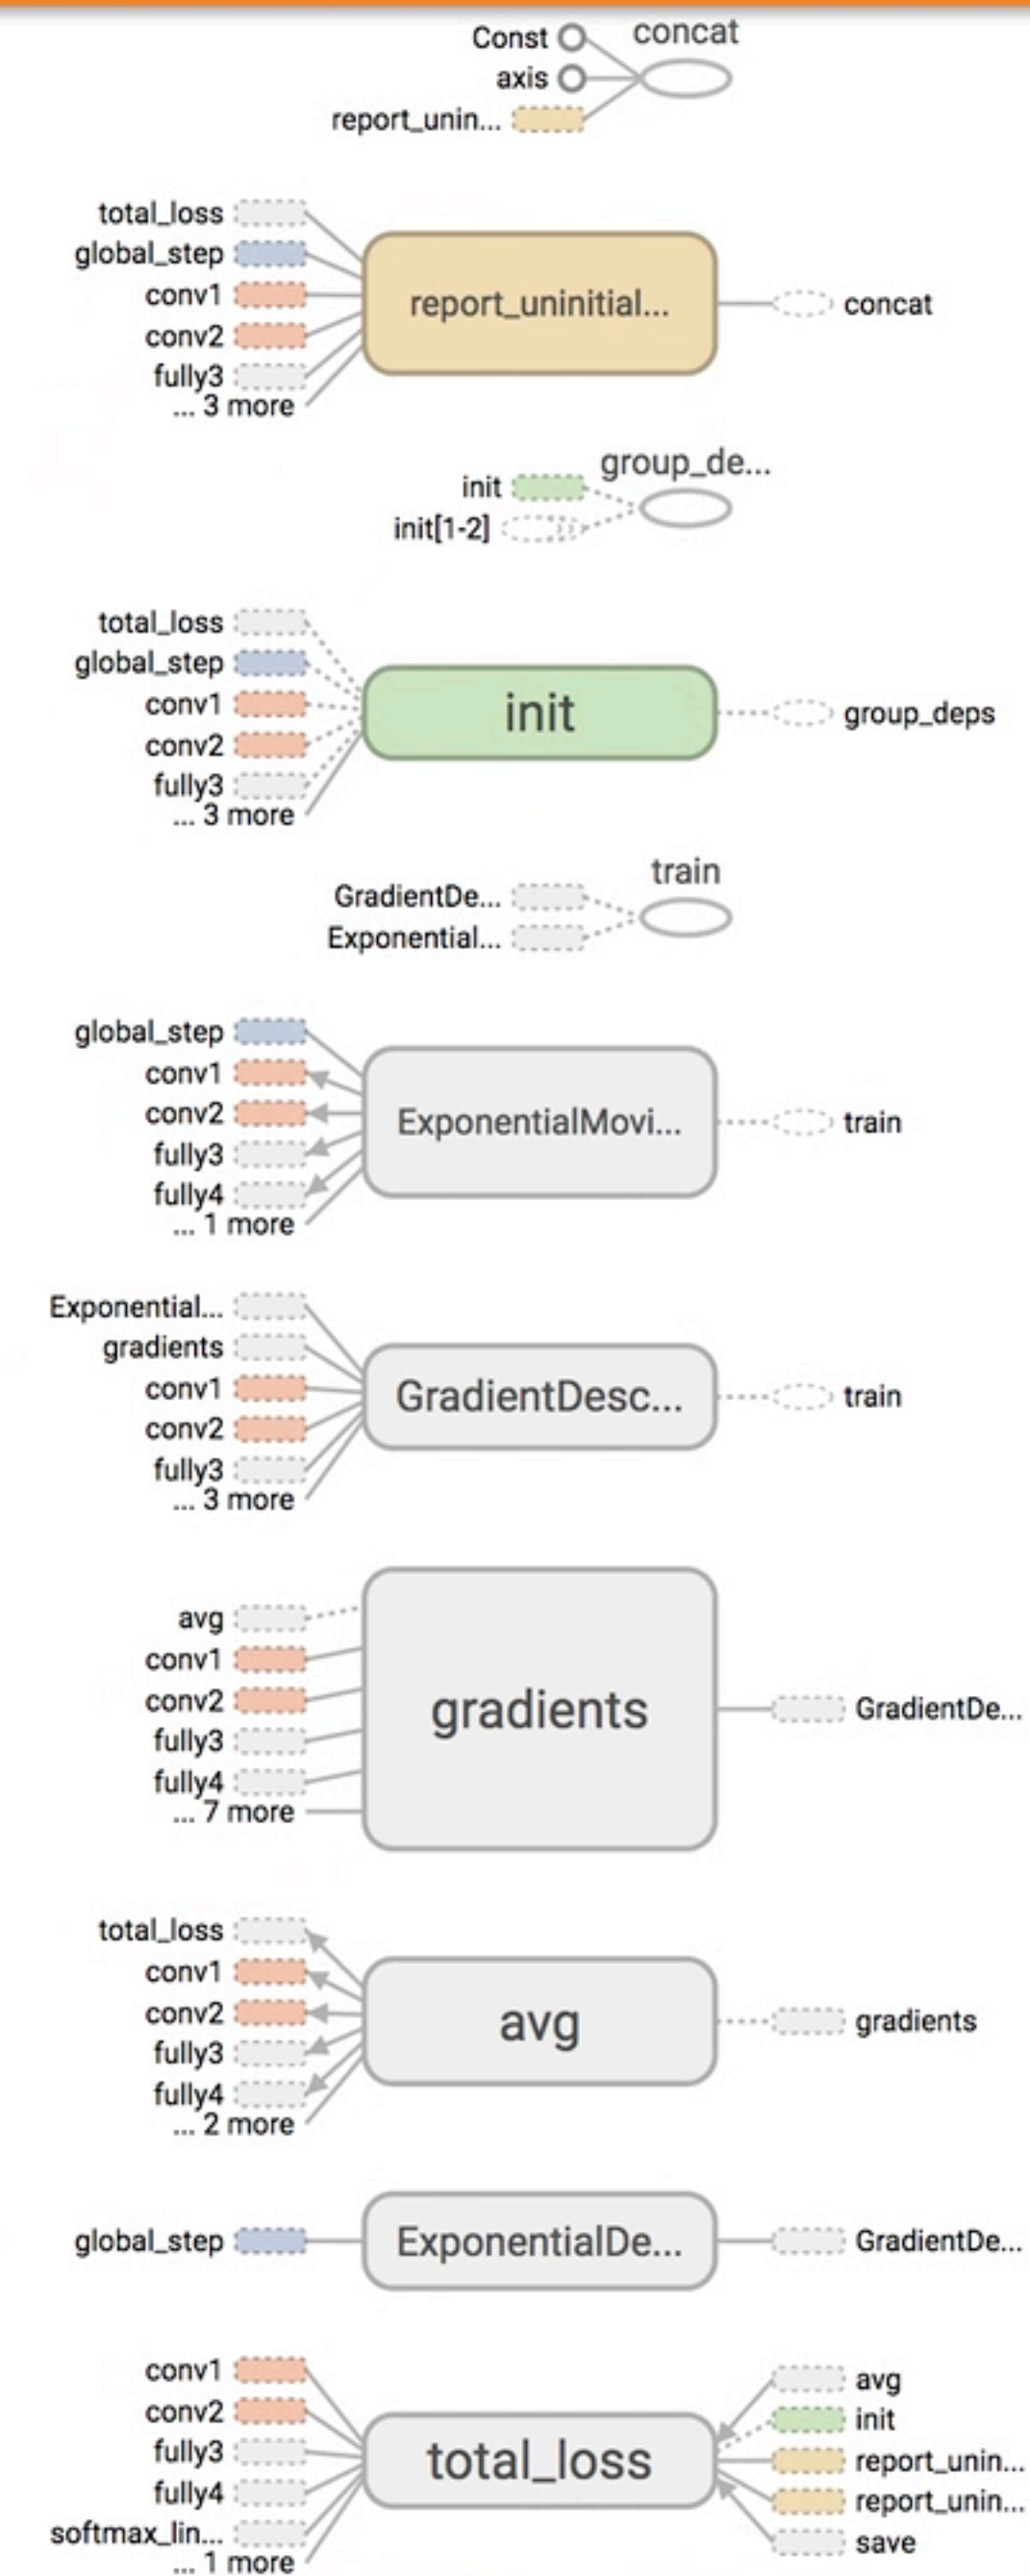 concat
Const
axis
report_unin...
total_loss
global_step
conv1
conv2
fully3
... 3 more
report_uninitial...
concat
group_de...
init
init[1-2]
total_loss
global_step
conv1
conv2
fully3
... 3 more
init
group_deps
train
GradientDe...
Exponential...
global_step
conv1
conv2
fully3
fully4
... 1 more
ExponentialMovi...
train
Exponential...
gradients
conv1
conv2
fully3
... 3 more
GradientDesc...
train
avg
conv1
conv2
fully3
fully4
... 7 more
gradients
GradientDe...
total_loss
conv1
conv2
fully3
fully4
... 2 more
avg
gradients
global_step
ExponentialDe...
GradientDe...
conv1
conv2
fully3
fully4
softmax_lin...
... 1 more
total_loss
avg
init
report_unin...
report_unin...
save